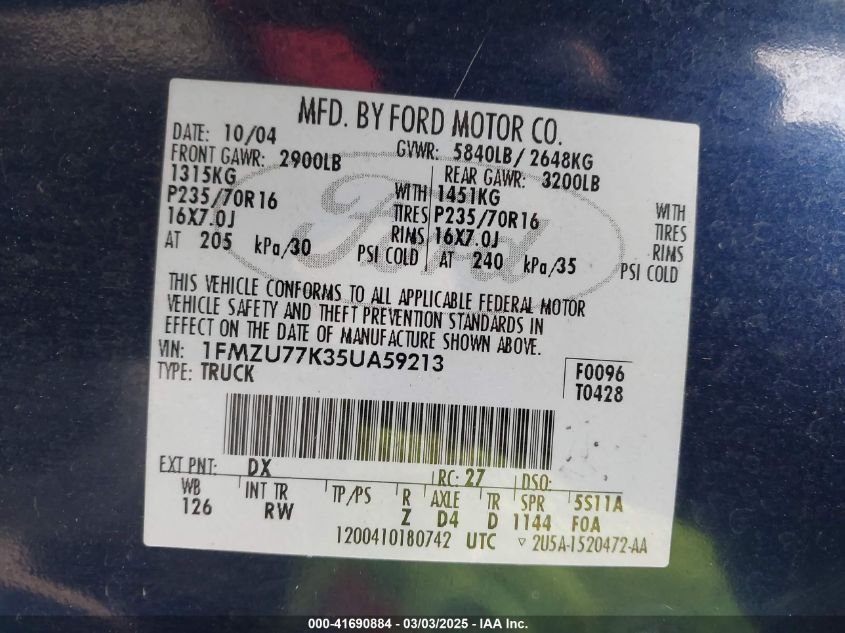 MFD. BY FORD MOTOR CO.
DATE: 10/04 GVWR: 5840LB/ 2648KG
FRONT GAWR: 2900LB REAR GAWR: 3200LB
1315KG WITH 1451KG WITH
P235/70R16 TIRES P235/70R16 TIRES
16X7.0J RIMS 16X7.0J RIMS
AT 205 kPa/30 PSI COLD AT 240 kPa/35 PSI COLD
Ford
THIS VEHICLE CONFORMS TO ALL APPLICABLE FEDERAL MOTOR
VEHICLE SAFETY AND THEFT PREVENTION STANDARDS IN
EFFECT ON THE DATE OF MANUFACTURE SHOWN ABOVE.
VIN: 1FMZU77K35UA59213
TYPE: TRUCK
F0096
T0428
EXT PNT: DX RC: 27 DSO:
WB INT TR TP/PS R AXLE TR SPR 5S11A
126 RW Z D4 D 1144 FOA
1200410180742 UTC ▽ 2U5A-1520472-AA
000-41690884 - 03/03/2025 - IAA Inc.